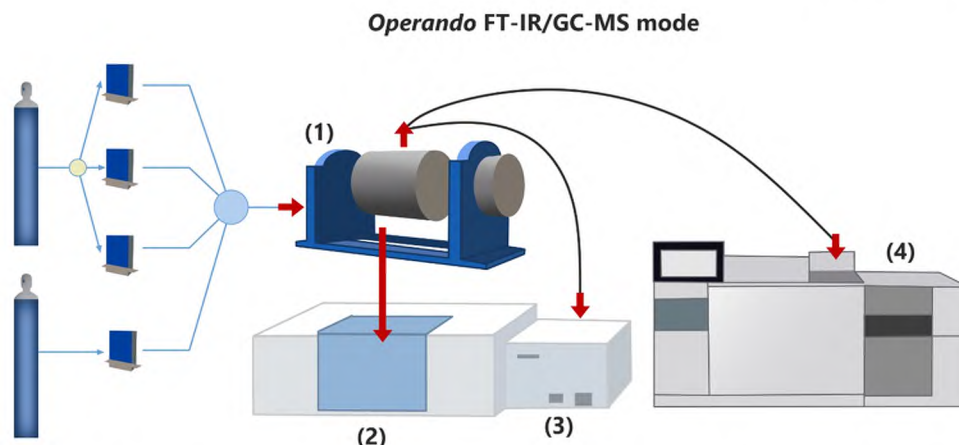 Operando FT-IR/GC-MS mode
(1)
(4)
(2)
(3)